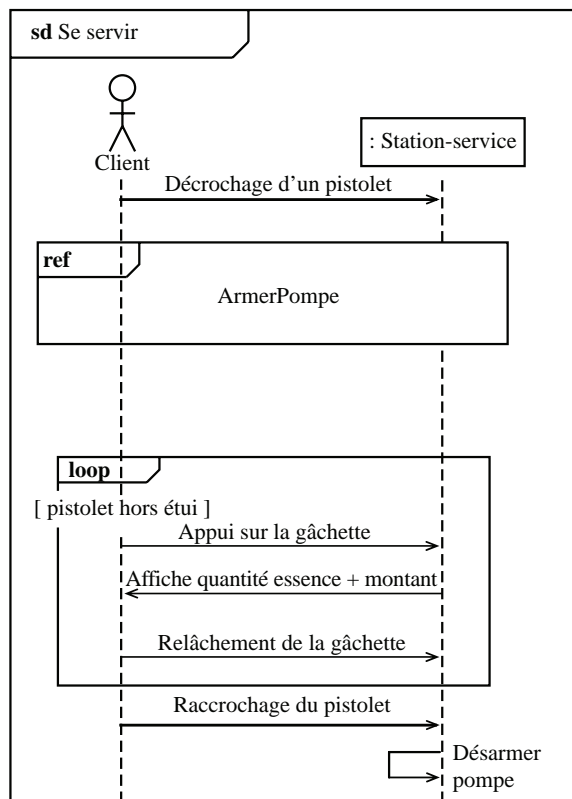 sd Se servir
Client
: Station-service
Décrochage d'un pistolet
ref
ArmerPompe
loop
[ pistolet hors étui ]
Appui sur la gâchette
Affiche quantité essence + montant
Relâchement de la gâchette
Raccrochage du pistolet
Désarmer
pompe